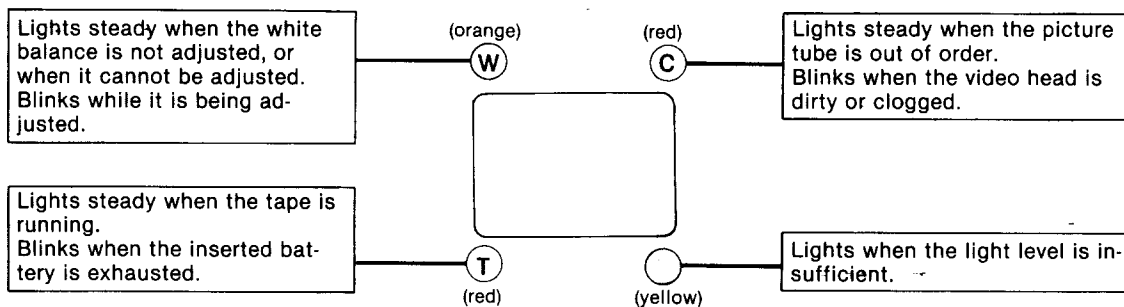 Lights steady when the white
balance is not adjusted, or
when it cannot be adjusted.
Blinks while it is being ad-
justed.
(orange)
W
(red)
C
Lights steady when the picture
tube is out of order.
Blinks when the video head is
dirty or clogged.
Lights steady when the tape is
running.
Blinks when the inserted bat-
tery is exhausted.
T
(red)
(yellow)
Lights when the light level is in-
sufficient.